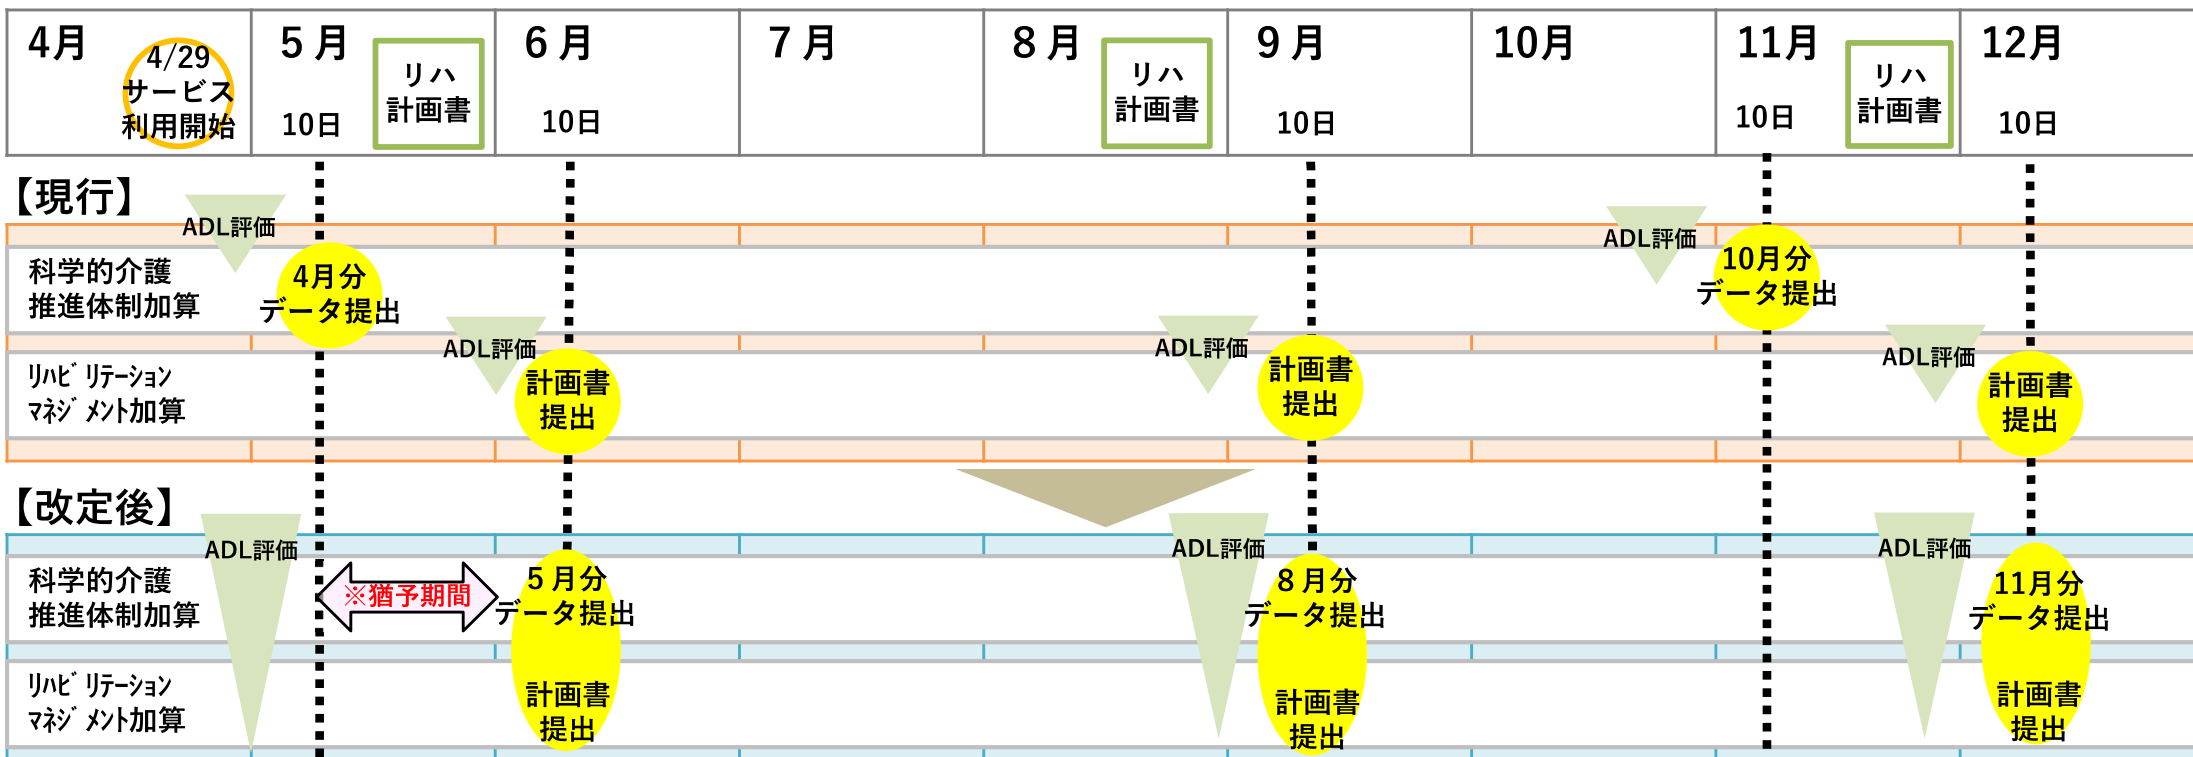 4月
4/29
サービス
利用開始
5月
10日
リハ
計画書
6月
10日
7月
8月
リハ
計画書
9月
10日
10月
11月
10日
リハ
計画書
12月
10日
【現行】
ADL評価
科学的介護
推進体制加算
4月分
データ提出
ADL評価
10月分
データ提出
ﾘﾊﾋﾞﾘﾃｰｼｮﾝ
ﾏﾈｼﾞﾒﾝﾄ加算
ADL評価
計画書
提出
ADL評価
計画書
提出
ADL評価
計画書
提出
【改定後】
ADL評価
ADL評価
ADL評価
科学的介護
推進体制加算
※猶予期間
5月分
データ提出
8月分
データ提出
11月分
データ提出
ﾘﾊﾋﾞﾘﾃｰｼｮﾝ
ﾏﾈｼﾞﾒﾝﾄ加算
計画書
提出
計画書
提出
計画書
提出